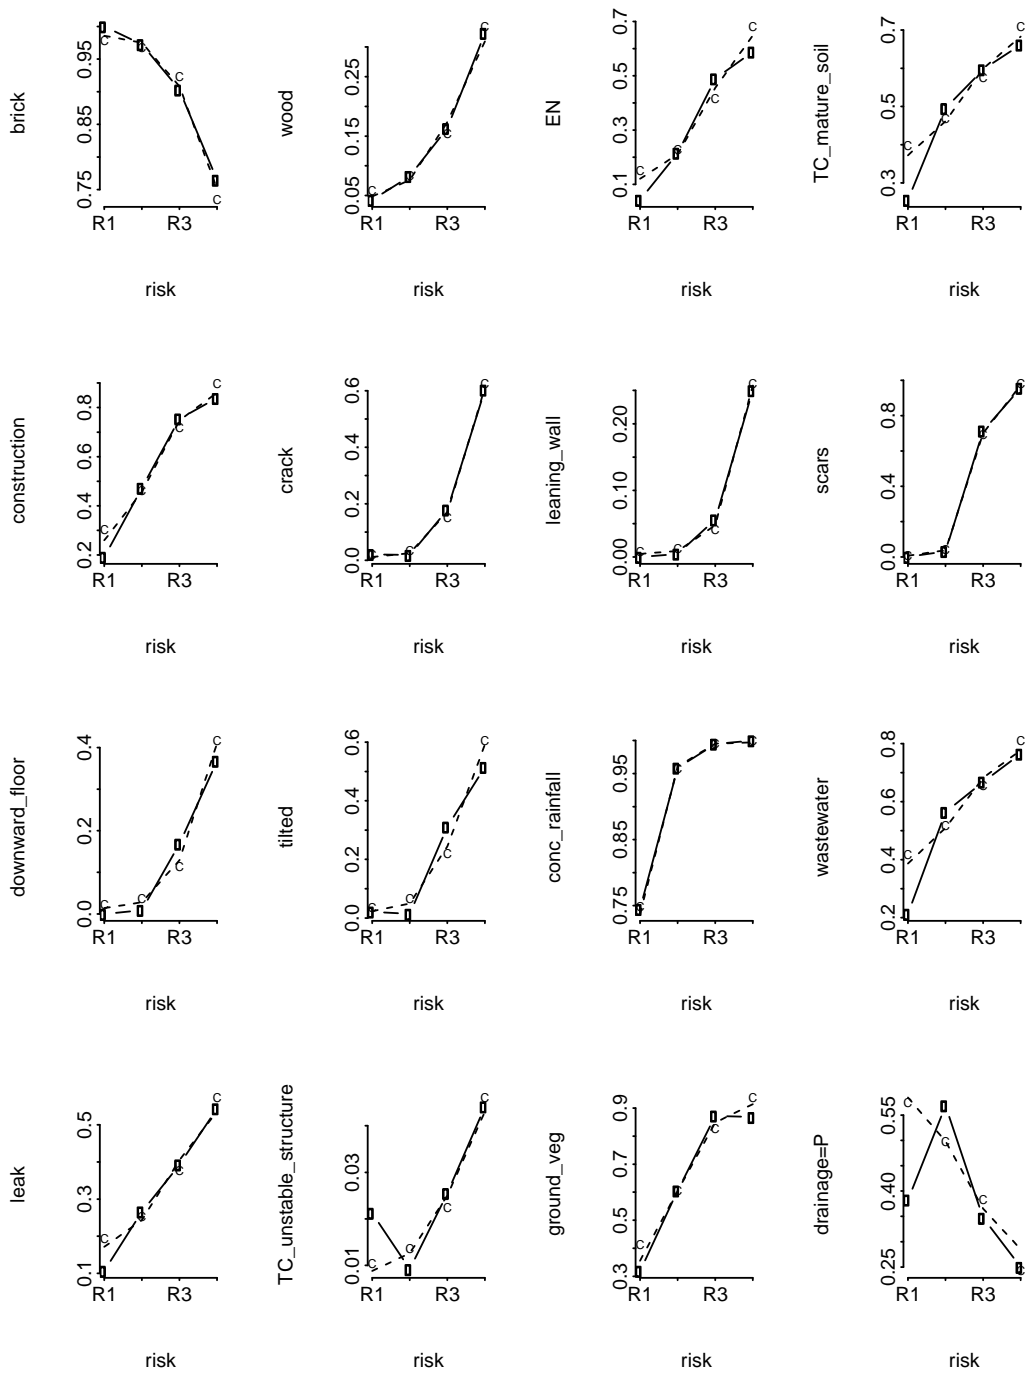 brick
0.75 0.85 0.95
C C C C
R1 R3
risk
wood
0.05 0.15 0.25
C C C
R1 R3
risk
EN
0.1 0.3 0.5 0.7
C C C C
R1 R3
risk
TC_mature_soil
0.3 0.5 0.7
C C C C
R1 R3
risk
construction
0.2 0.4 0.6 0.8
C C C C
R1 R3
risk
crack
0.0 0.2 0.4 0.6
C C C C
R1 R3
risk
leaning_wall
0.00 0.10 0.20
C C C C
R1 R3
risk
scars
0.0 0.4 0.8
C C C C
R1 R3
risk
downward_floor
0.0 0.2 0.4
C C C C
R1 R3
risk
tilted
0.0 0.2 0.4 0.6
C C C C
R1 R3
risk
conc_rainfall
0.75 0.85 0.95
C C C C
R1 R3
risk
wastewater
0.2 0.4 0.6 0.8
C C C C
R1 R3
risk
leak
0.1 0.3 0.5
C C C C
R1 R3
risk
TC_unstable_structure
0.01 0.03
C C C C
R1 R3
risk
ground_veg
0.3 0.5 0.7 0.9
C C C C
R1 R3
risk
drainage=P
0.25 0.40 0.55
C C C C
R1 R3
risk